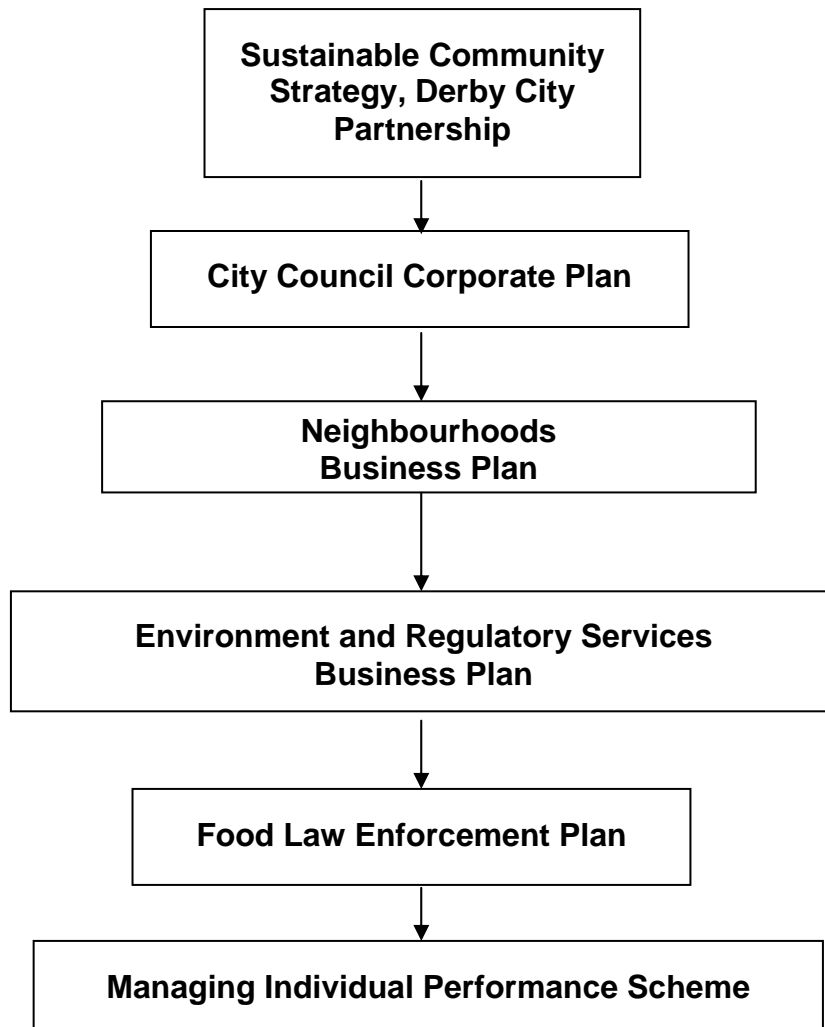 Sustainable Community
Strategy, Derby City
Partnership
City Council Corporate Plan
Neighbourhoods
Business Plan
Environment and Regulatory Services
Business Plan
Food Law Enforcement Plan
Managing Individual Performance Scheme